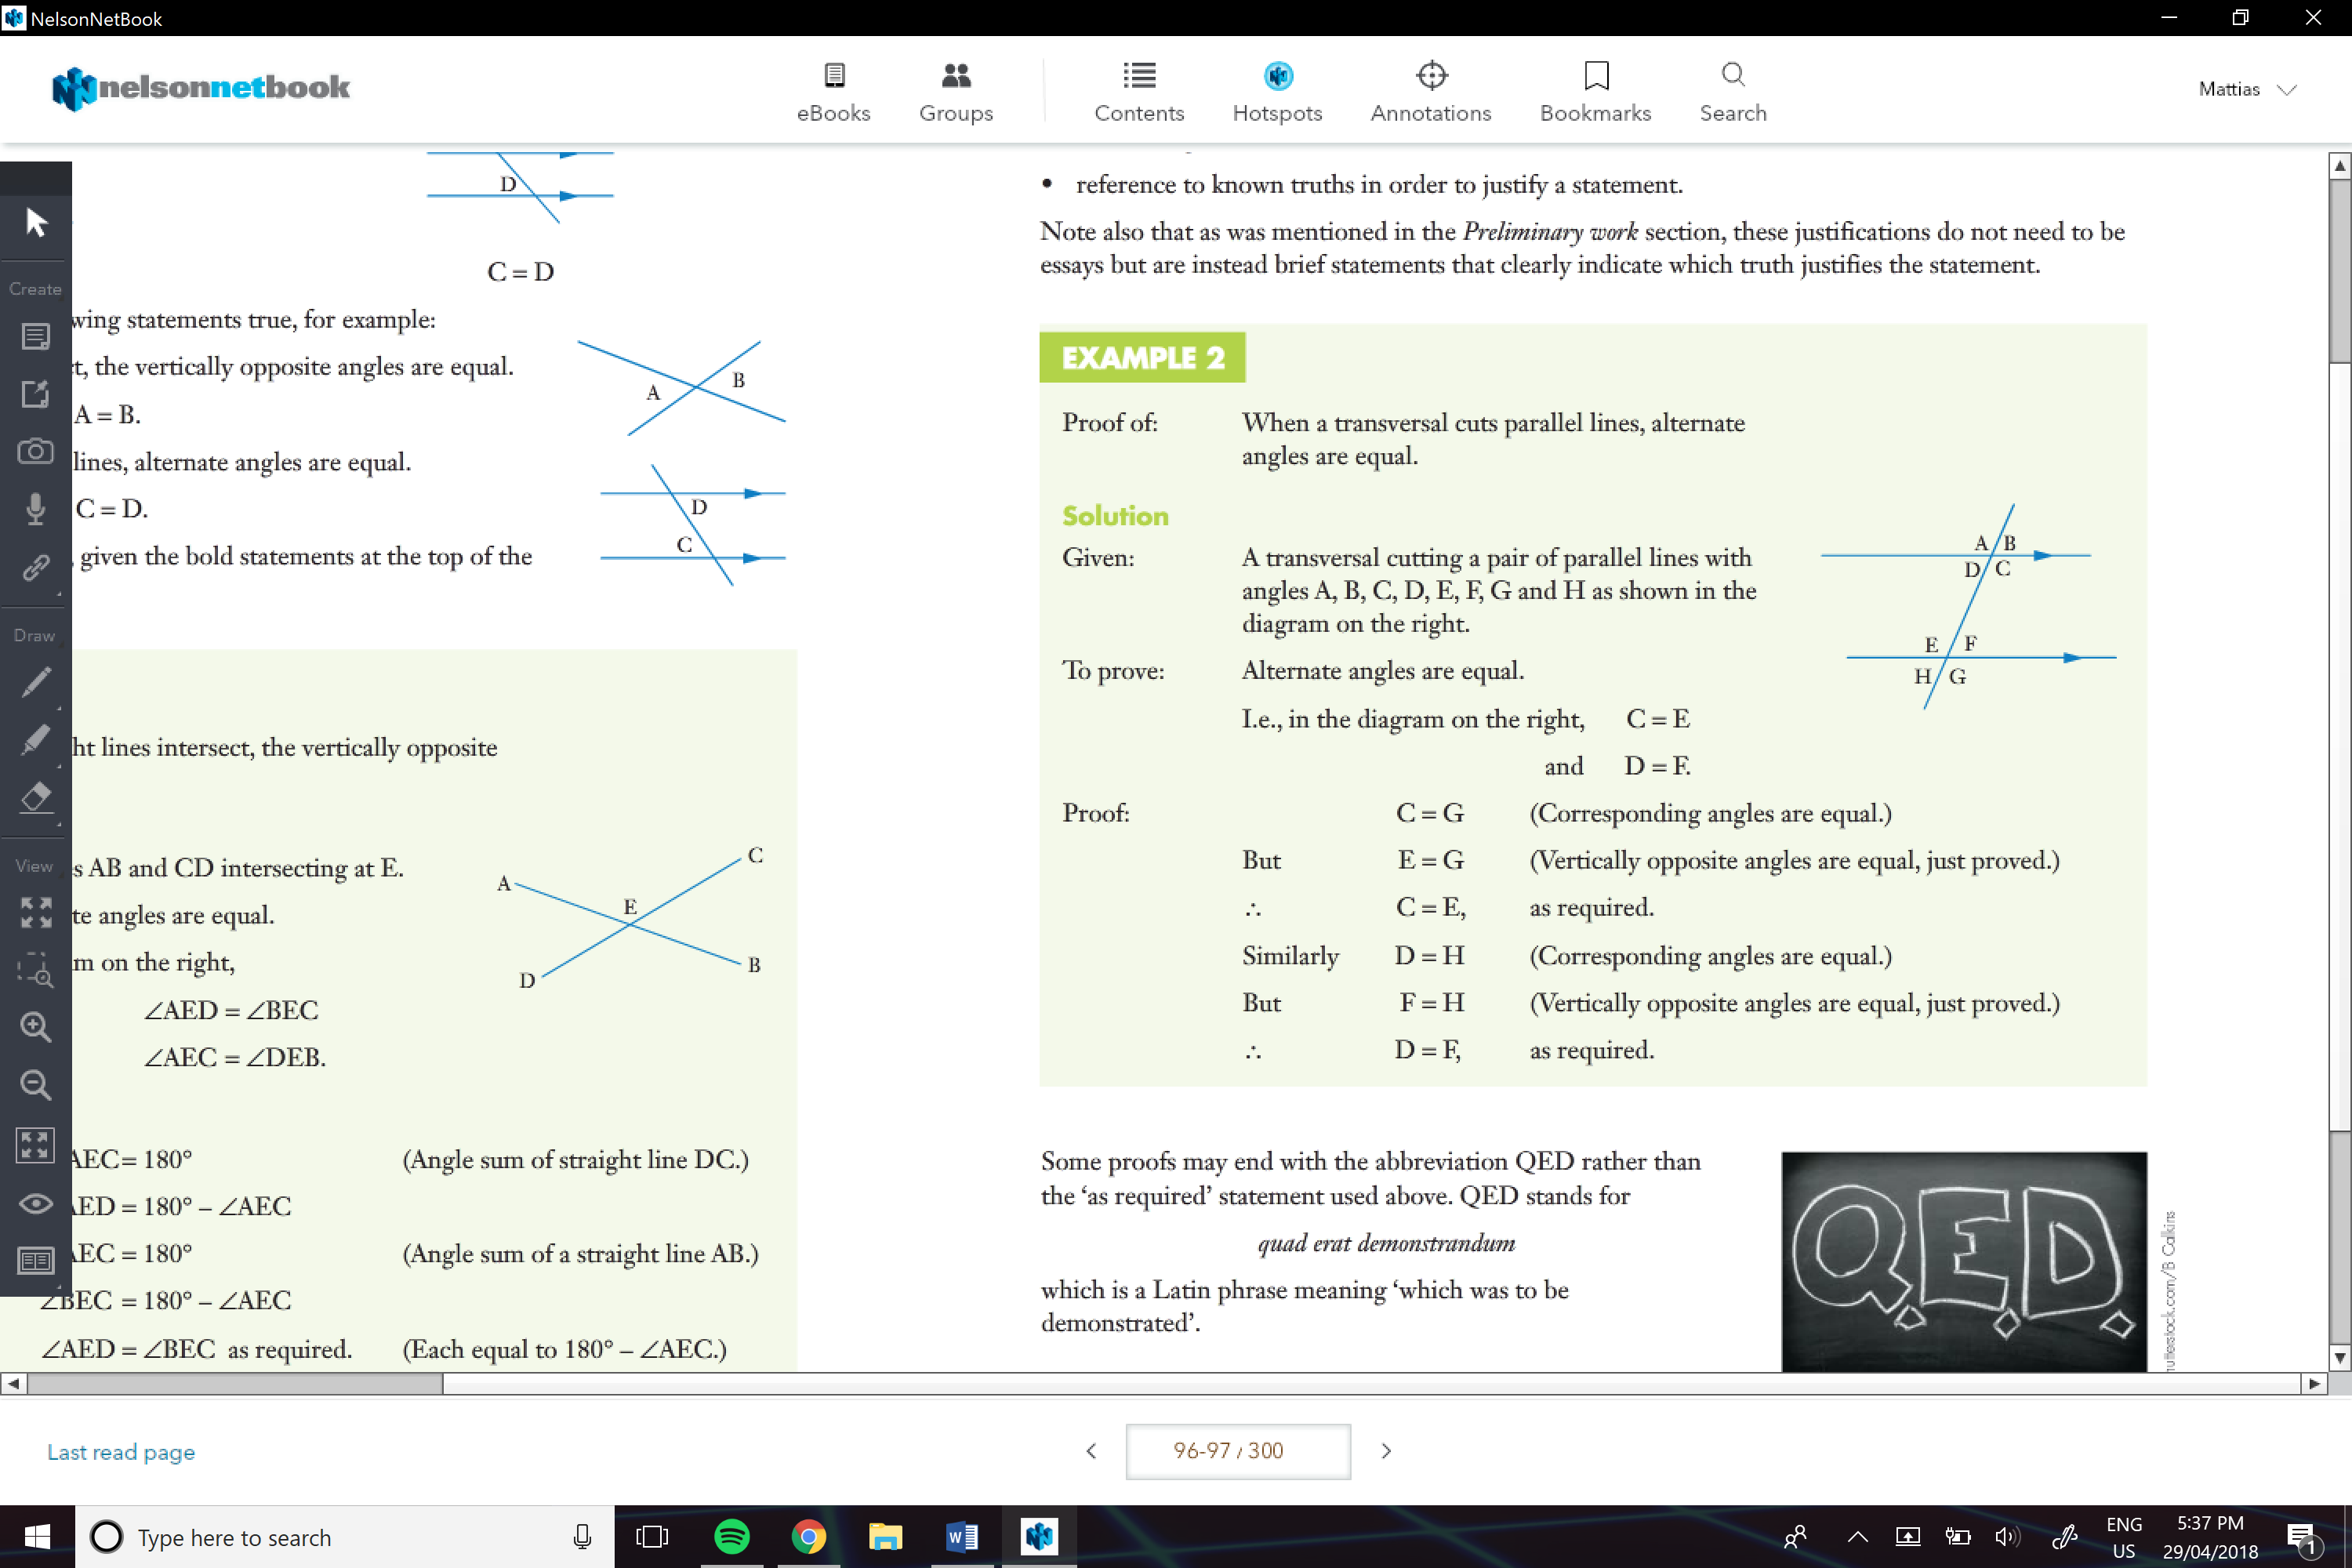 NelsonNetBook
nelsonnetbook
eBooks
Groups
Contents
Hotspots
Annotations
Bookmarks
Search
Mattias
Create
Draw
View
D
C = D
wing statements true, for example:
t, the vertically opposite angles are equal.
A = B.
A
B
lines, alternate angles are equal.
C = D.
D
C
given the bold statements at the top of the
ht lines intersect, the vertically opposite
s AB and CD intersecting at E.
te angles are equal.
m on the right,
A
C
E
D
B
∠AED = ∠BEC
∠AEC = ∠DEB.
AEC = 180° (Angle sum of straight line DC.)
AED = 180° – ∠AEC
AEC = 180° (Angle sum of a straight line AB.)
∠BEC = 180° – ∠AEC
∠AED = ∠BEC as required. (Each equal to 180° – ∠AEC.)
• reference to known truths in order to justify a statement.
Note also that as was mentioned in the Preliminary work section, these justifications do not need to be
essays but are instead brief statements that clearly indicate which truth justifies the statement.
EXAMPLE 2
Proof of: When a transversal cuts parallel lines, alternate
angles are equal.
Solution
Given: A transversal cutting a pair of parallel lines with
angles A, B, C, D, E, F, G and H as shown in the
diagram on the right.
A B
D C
E F
H G
To prove: Alternate angles are equal.
I.e., in the diagram on the right, C = E
and D = F.
Proof: C = G (Corresponding angles are equal.)
But E = G (Vertically opposite angles are equal, just proved.)
∴ C = E, as required.
Similarly D = H (Corresponding angles are equal.)
But F = H (Vertically opposite angles are equal, just proved.)
∴ D = F, as required.
Some proofs may end with the abbreviation QED rather than
the ‘as required’ statement used above. QED stands for
quad erat demonstrandum
which is a Latin phrase meaning ‘which was to be
demonstrated’.
Q.E.D.
utterstock.com/B Calkins
Last read page
96-97 / 300
Type here to search
ENG
US
5:37 PM
29/04/2018
1